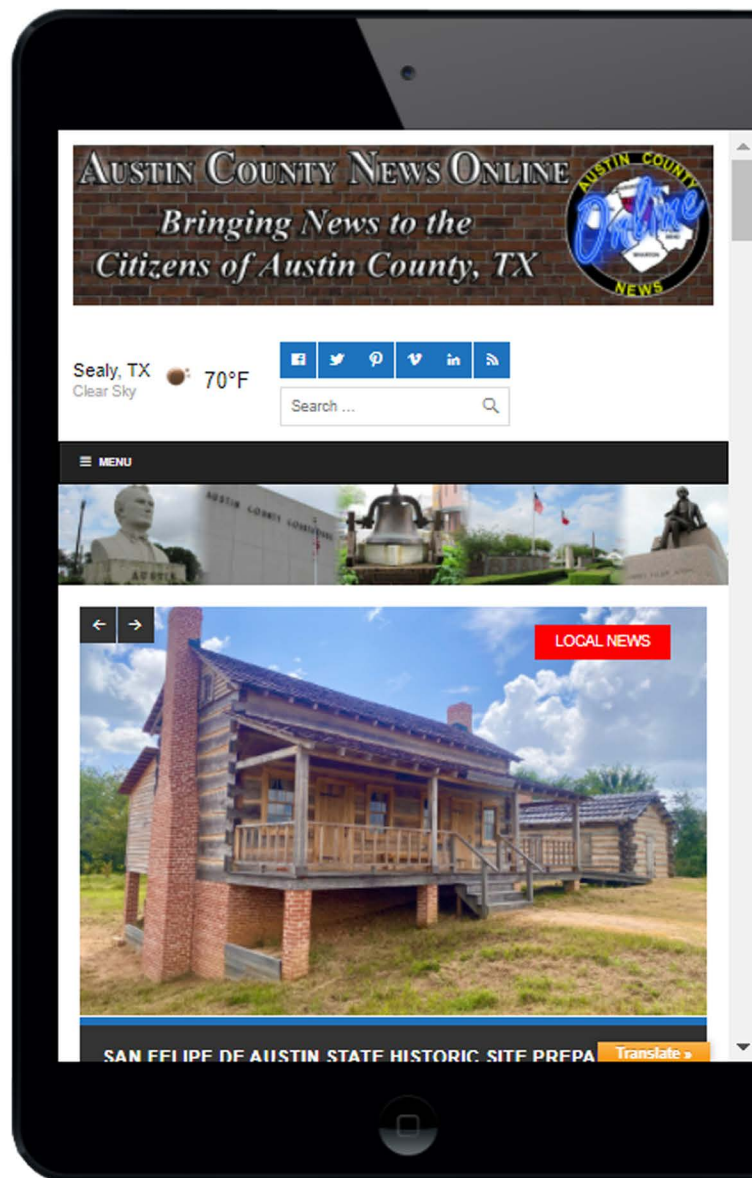 AUSTIN COUNTY NEWS ONLINE
Bringing News to the
Citizens of Austin County, TX
AUSTIN COUNTY
Online
NEWS
Sealy, TX
70°F
Clear Sky
Search ...
☰ MENU
AUSTIN COUNTY COURTHOUSE
AUSTIN
LOCAL NEWS
SAN FELIPE DE AUSTIN STATE HISTORIC SITE PREPA
Translate »